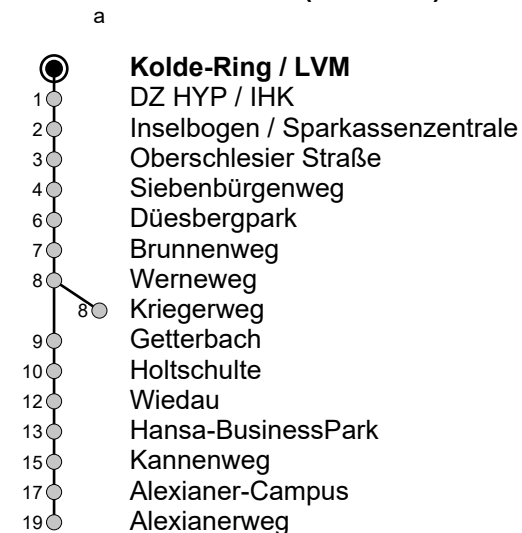 a
Kolde-Ring / LVM
1 DZ HYP / IHK
2 Inselbogen / Sparkassenzentrale
3 Oberschlesier Straße
4 Siebenbürgenweg
6 Düesbergpark
7 Brunnenweg
8 Werneweg
8 Kriegerweg
9 Getterbach
10 Holtschulte
12 Wiedau
13 Hansa-BusinessPark
15 Kannenweg
17 Alexianer-Campus
19 Alexianerweg